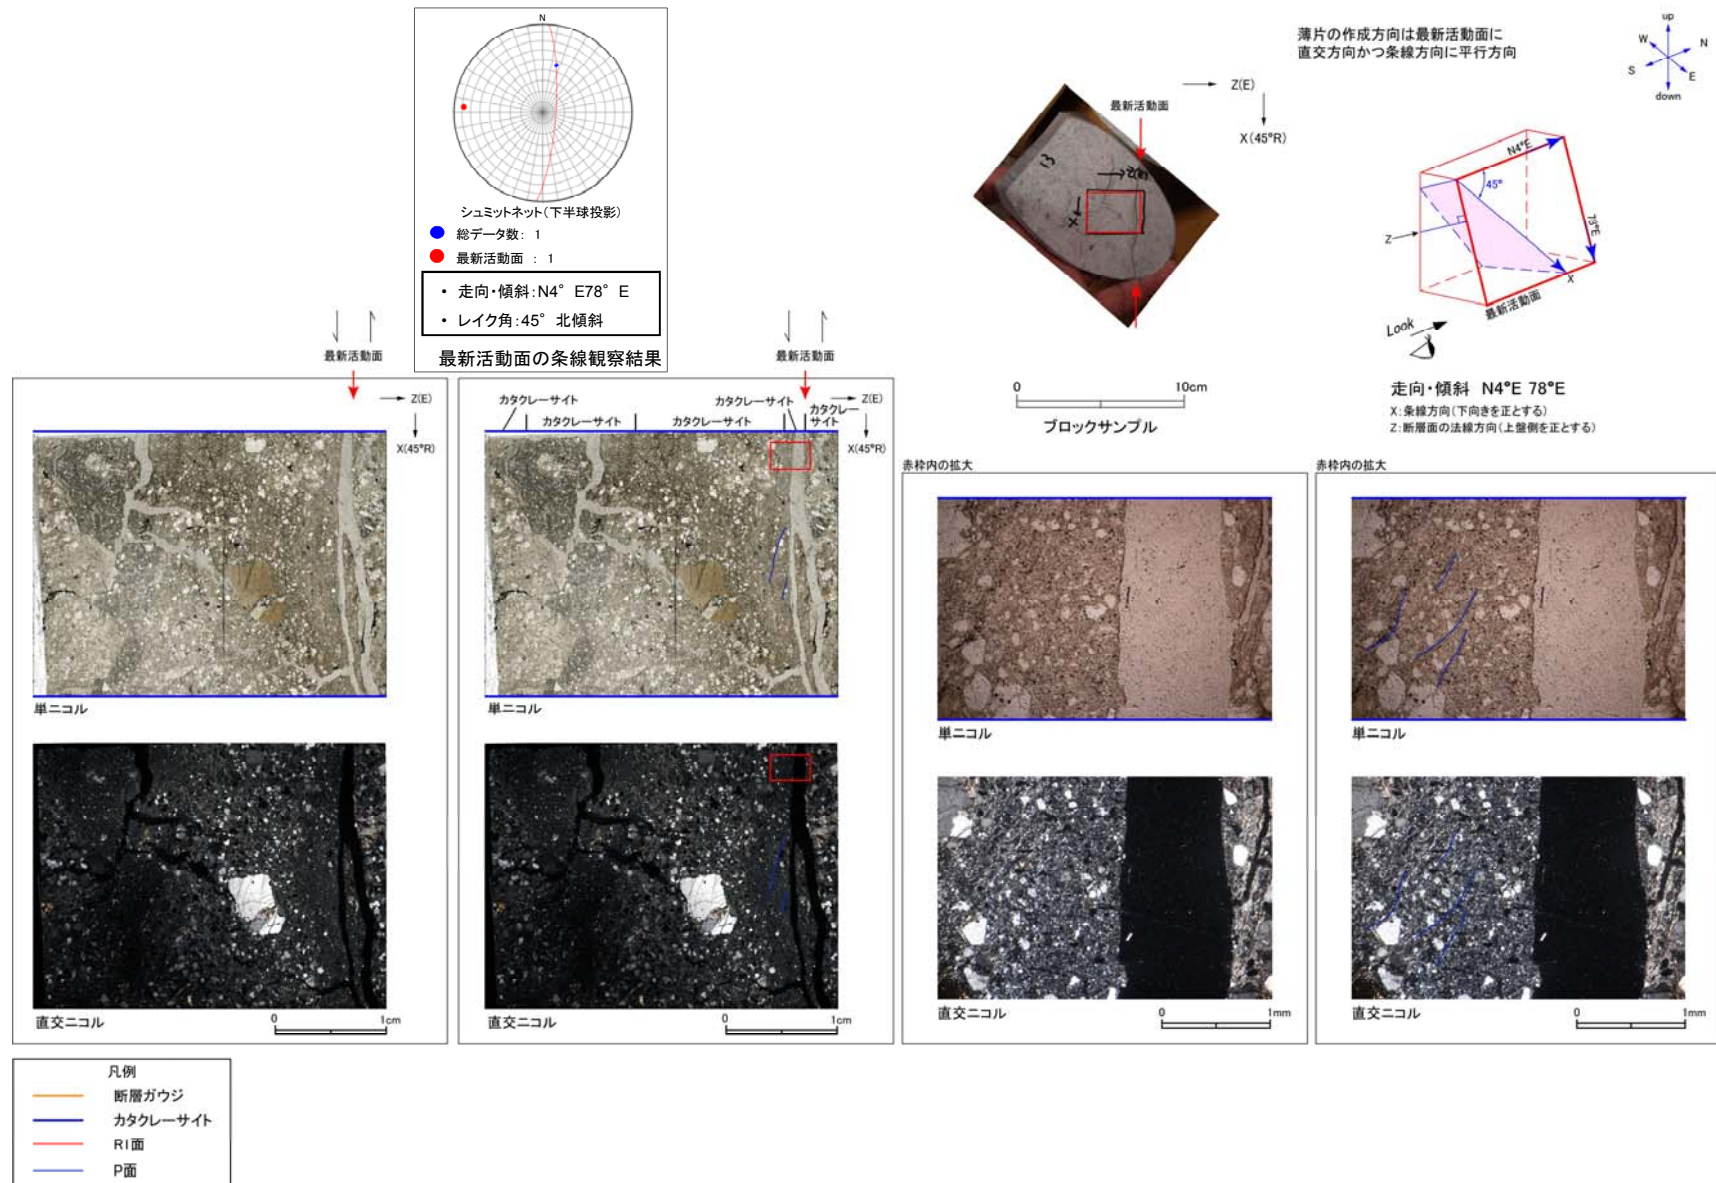 N
シュミットネット(下半球投影)
総データ数： 1
最新活動面 ： 1
• 走向・傾斜：N4° E78° E
• レイク角：45° 北傾斜
最新活動面の条線観察結果
薄片の作成方向は最新活動面に
直交方向かつ条線方向に平行方向
up
W
N
S
E
down
最新活動面
Z(E)
X(45°R)
13
N4°E
45°
73°E
Z
X
最新活動面
Look
0
10cm
ブロックサンプル
走向・傾斜 N4°E 78°E
X：条線方向(下向きを正とする)
Z：断層面の法線方向(上盤側を正とする)
最新活動面
Z(E)
X(45°R)
単ニコル
直交ニコル
0
1cm
最新活動面
カタクレーサイト
カタクレーサイト
カタクレーサイト
カタクレーサイト
カタクレー
サイト
Z(E)
X(45°R)
単ニコル
直交ニコル
0
1cm
赤枠内の拡大
単ニコル
直交ニコル
0
1mm
赤枠内の拡大
単ニコル
直交ニコル
0
1mm
凡例
断層ガウジ
カタクレーサイト
R1面
P面